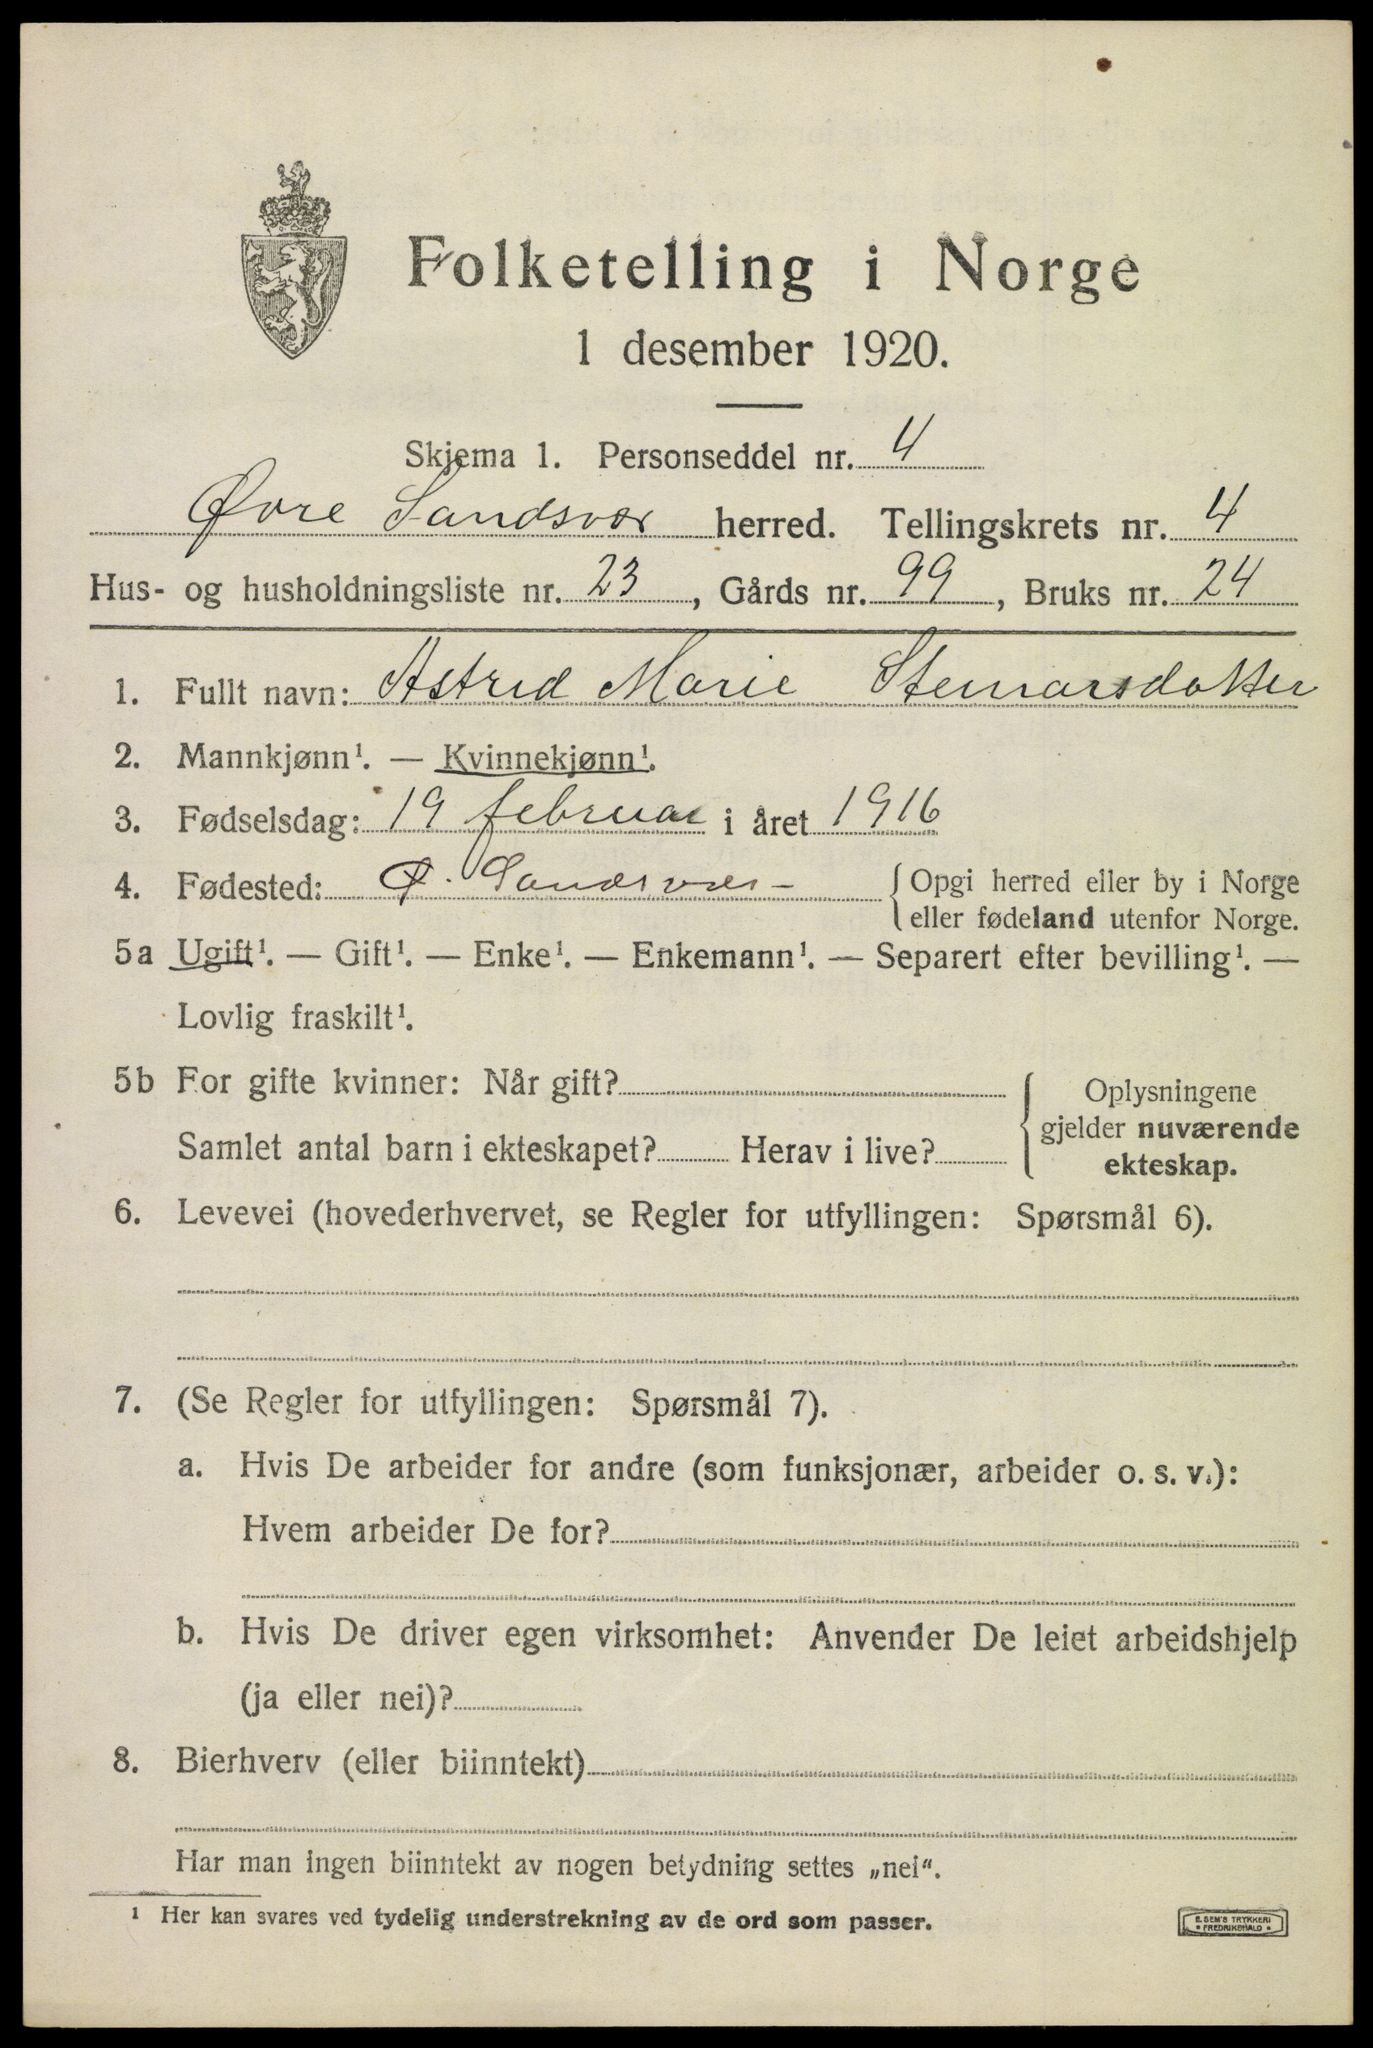 Folketelling i Norge
1 desember 1920.
Skjema 1. Personseddel nr. 4
Øvre Sandsvær herred. Tellingskrets nr. 4
Hus- og husholdningsliste nr. 23, Gårds nr. 99, Bruks nr. 24
1. Fullt navn: Astrid Marie Stemarsdatter
2. Mannkjønn¹. — Kvinnekjønn¹.
3. Fødselsdag: 19 februar i året 1916
4. Fødested: Ø. Sandsvær - { Opgi herred eller by i Norge
eller fødeland utenfor Norge.
5a Ugift¹. — Gift¹. — Enke¹. — Enkemann¹. — Separert efter bevilling¹. —
Lovlig fraskilt¹.
5b For gifte kvinner: Når gift?
Samlet antal barn i ekteskapet? Herav i live?
{ Oplysningene
gjelder nuværende
ekteskap.
6. Levevei (hovederhvervet, se Regler for utfyllingen: Spørsmål 6).
7. (Se Regler for utfyllingen: Spørsmål 7).
a. Hvis De arbeider for andre (som funksjonær, arbeider o. s. v.):
Hvem arbeider De for?
b. Hvis De driver egen virksomhet: Anvender De leiet arbeidshjelp
(ja eller nei)?
8. Bierhverv (eller biinntekt)
Har man ingen biinntekt av nogen betydning settes „nei“.
¹ Her kan svares ved tydelig understrekning av de ord som passer.
E. SEM'S TRYKKERI
* FREDRIKSHALD *